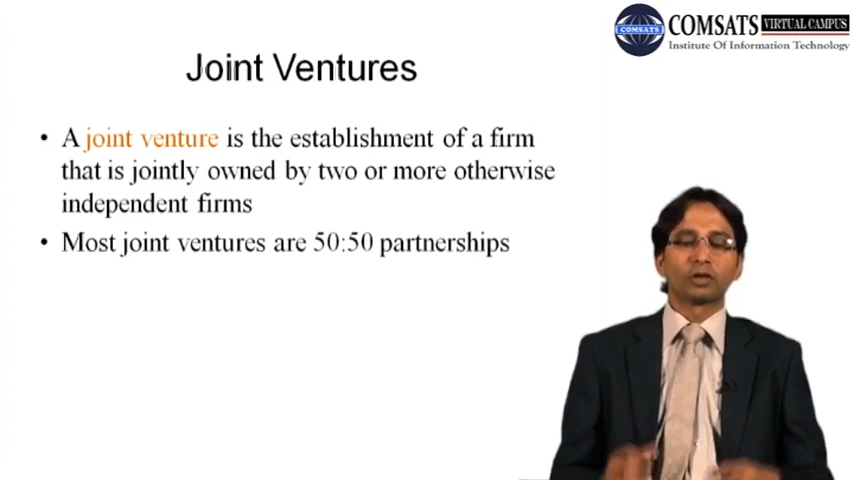 COMSATS VIRTUAL CAMPUS
COMSATS
Institute Of Information Technology
Joint Ventures
• A joint venture is the establishment of a firm
that is jointly owned by two or more otherwise
independent firms
• Most joint ventures are 50:50 partnerships